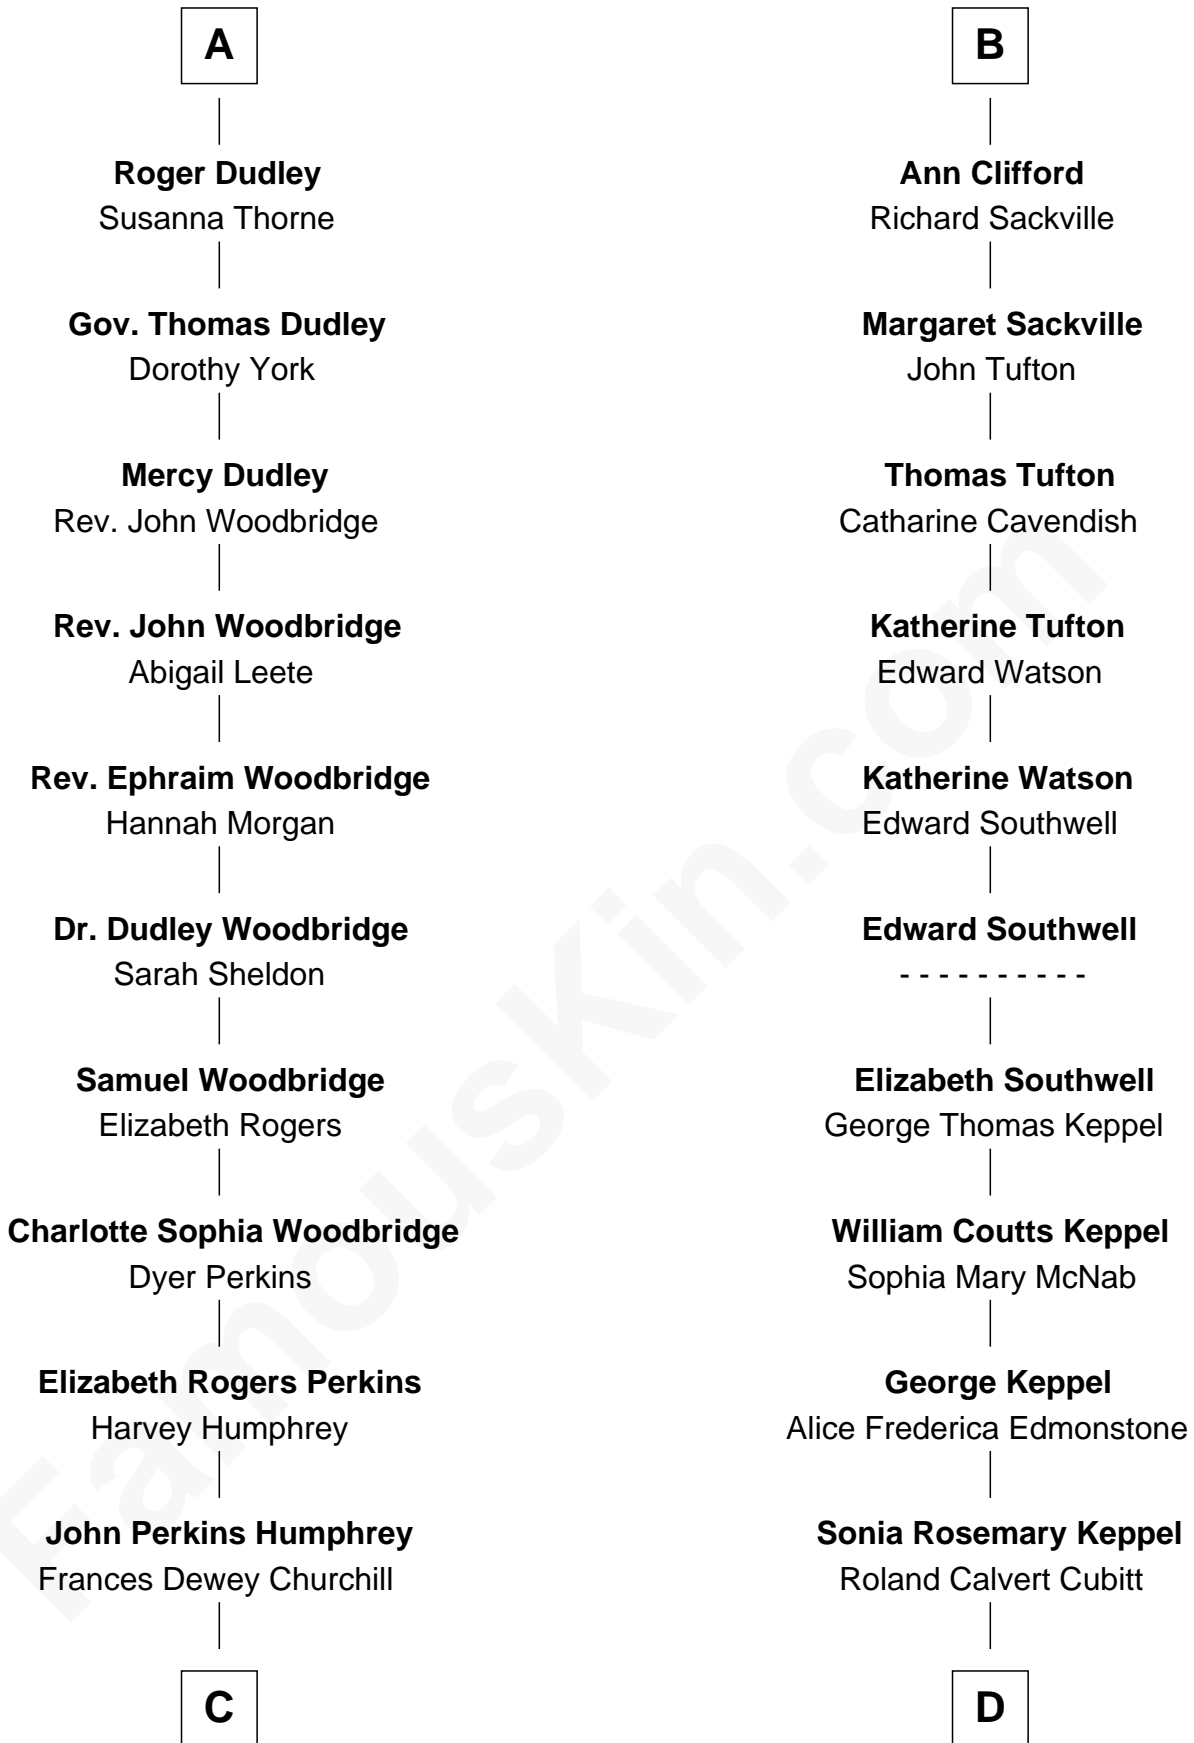 A
Roger Dudley
Susanna Thorne
Gov. Thomas Dudley
Dorothy York
Mercy Dudley
Rev. John Woodbridge
Rev. John Woodbridge
Abigail Leete
Rev. Ephraim Woodbridge
Hannah Morgan
Dr. Dudley Woodbridge
Sarah Sheldon
Samuel Woodbridge
Elizabeth Rogers
Charlotte Sophia Woodbridge
Dyer Perkins
Elizabeth Rogers Perkins
Harvey Humphrey
John Perkins Humphrey
Frances Dewey Churchill
C
B
Ann Clifford
Richard Sackville
Margaret Sackville
John Tufton
Thomas Tufton
Catharine Cavendish
Katherine Tufton
Edward Watson
Katherine Watson
Edward Southwell
Edward Southwell
- - - - - - - - - -
Elizabeth Southwell
George Thomas Keppel
William Coutts Keppel
Sophia Mary McNab
George Keppel
Alice Frederica Edmonstone
Sonia Rosemary Keppel
Roland Calvert Cubitt
D
FamousKin.com